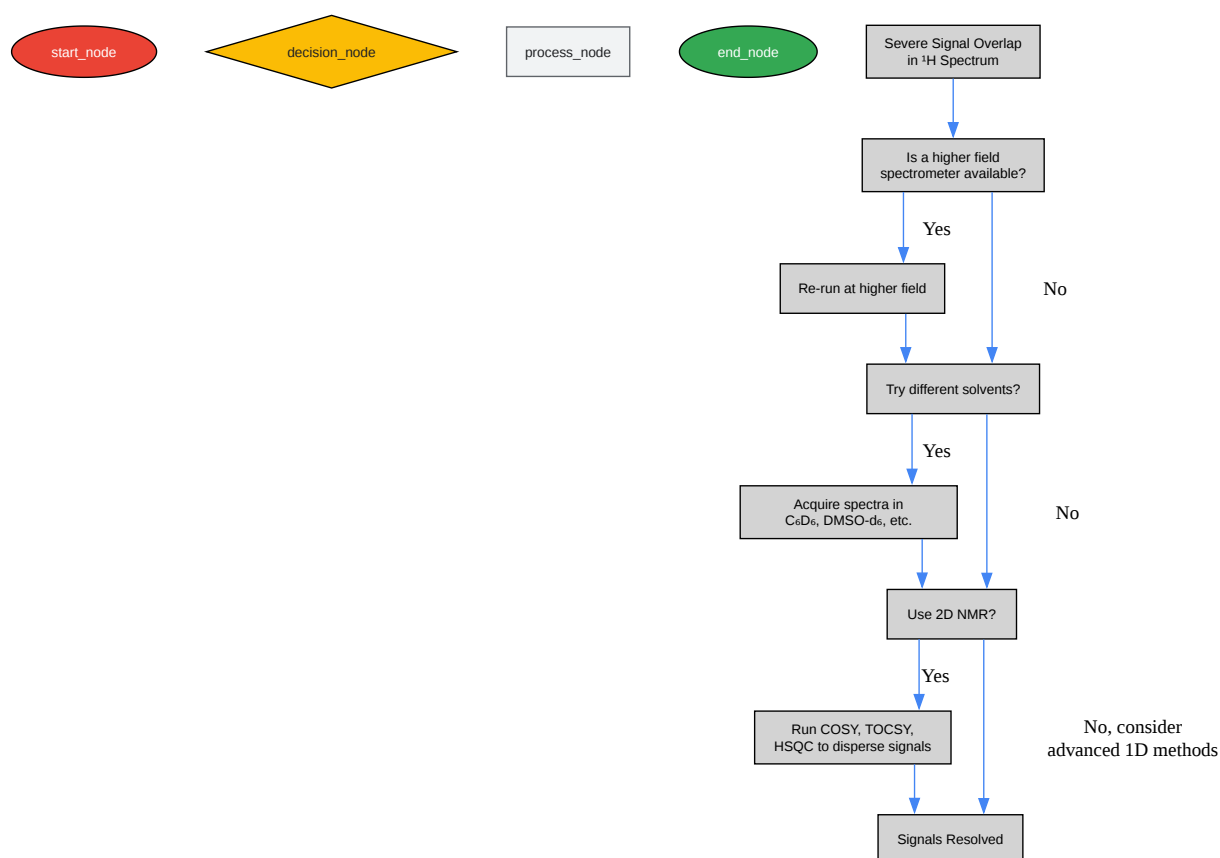 start_node
decision_node
process_node
end_node
Severe Signal Overlap
in ¹H Spectrum
Is a higher field
spectrometer available?
Yes
Re-run at higher field
No
Try different solvents?
Yes
Acquire spectra in
C₆D₆, DMSO-d₆, etc.
No
Use 2D NMR?
Yes
Run COSY, TOCSY,
HSQC to disperse signals
No, consider
advanced 1D methods
Signals Resolved